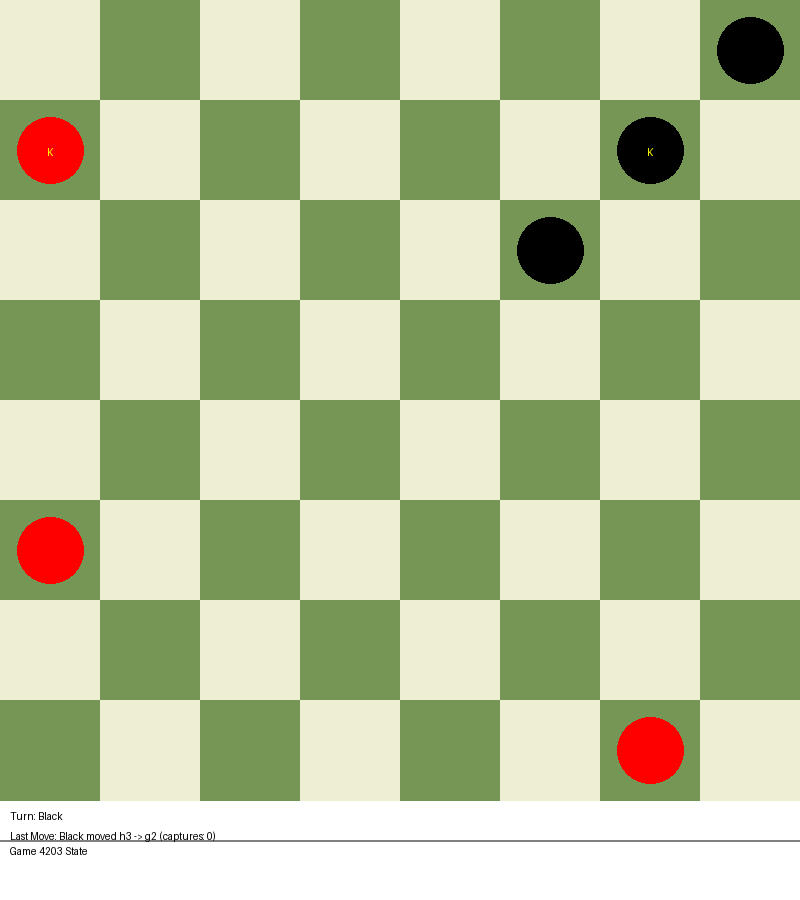 K
K
Turn: Black
Last Move: Black moved h3 -> g2 (captures: 0)
Game 4203 State